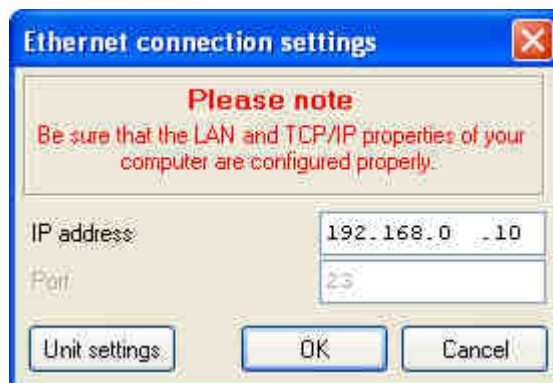 Ethernet connection settings
Please note
Be sure that the LAN and TCP/IP properties of your
computer are configured properly.
IP address 192.168.0 .10
Port 23
Unit settings OK Cancel